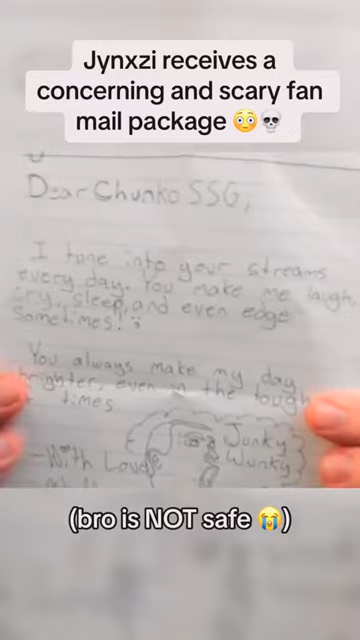 Jynxzi receives a
concerning and scary fan
mail package 😳💀
Dear Chunko SSG,
I tune into your streams
every day. You make me laugh,
cry, sleep, and even edge
sometimes!
You always make my day
brighter, even in the tough
times
Junky
Wunky
-With Love
(bro is NOT safe 😭)